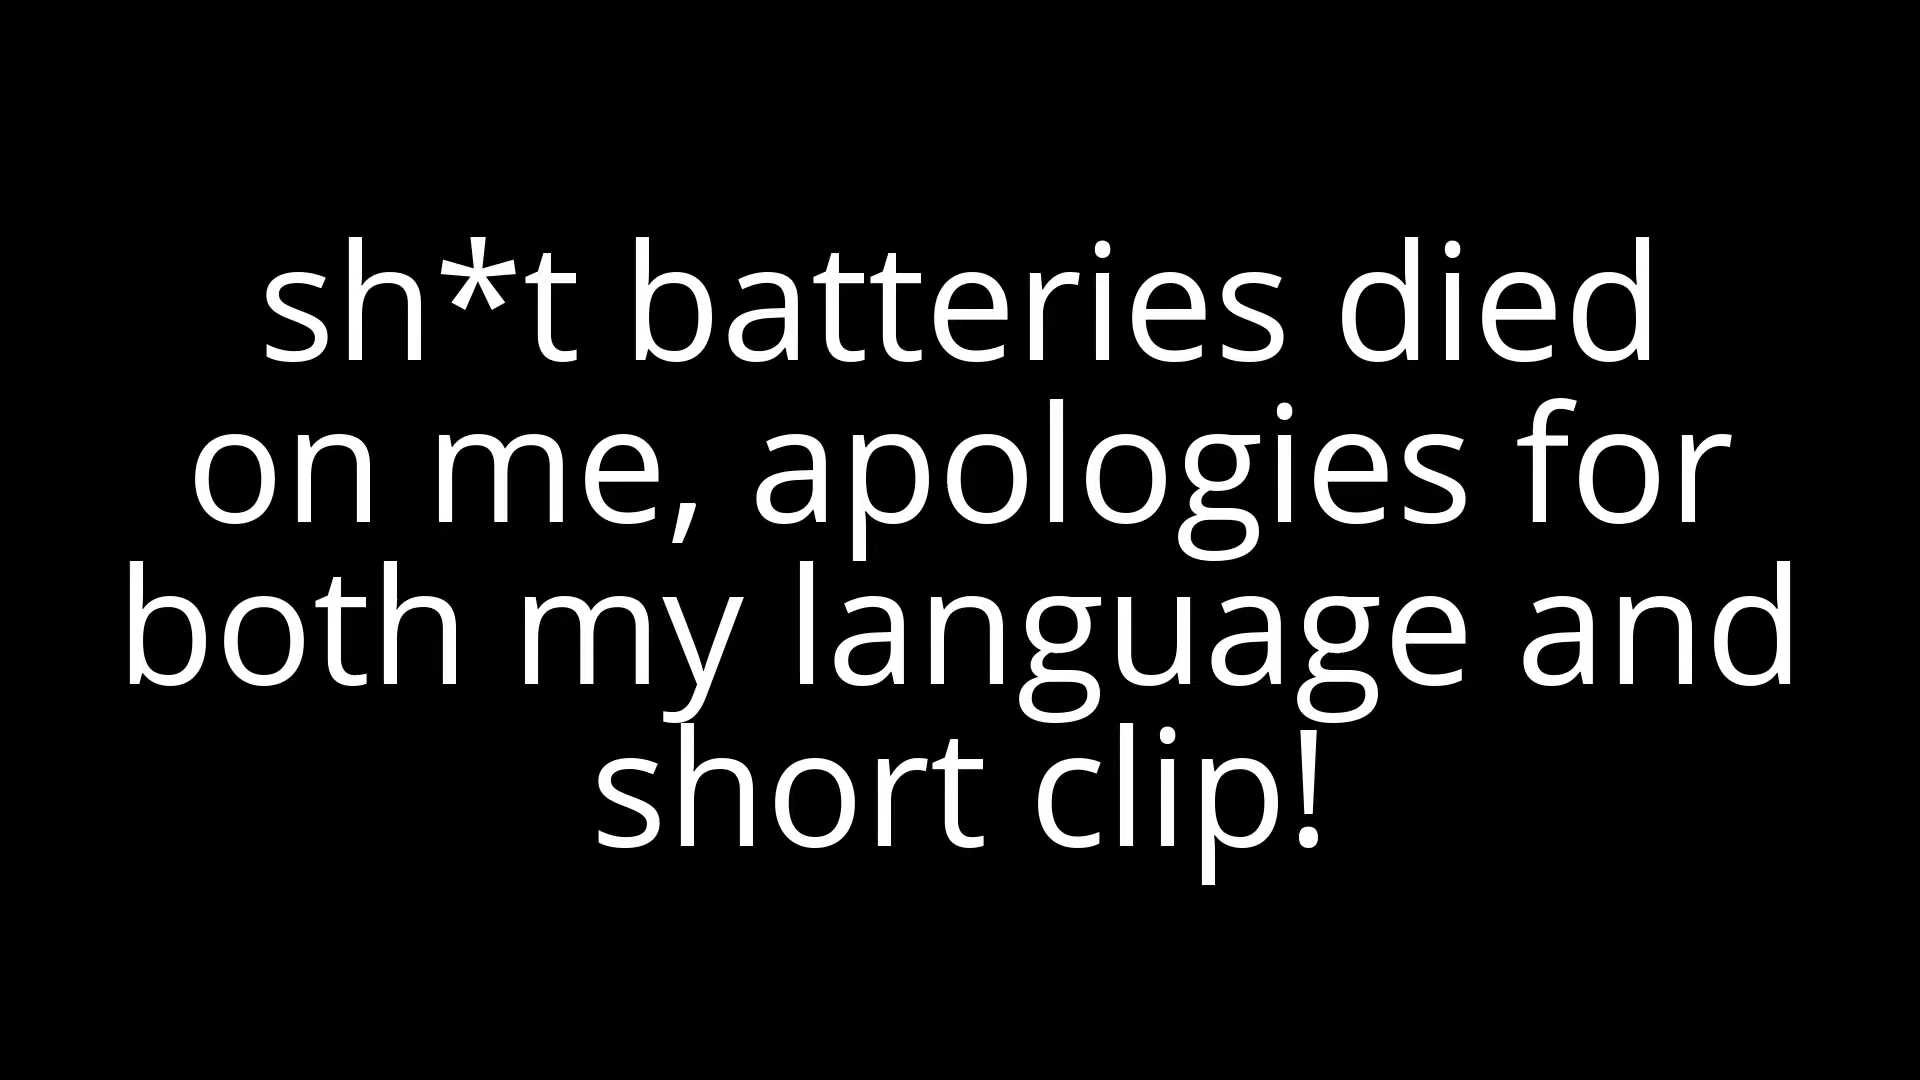 sh*t batteries died
on me, apologies for
both my language and
short clip!